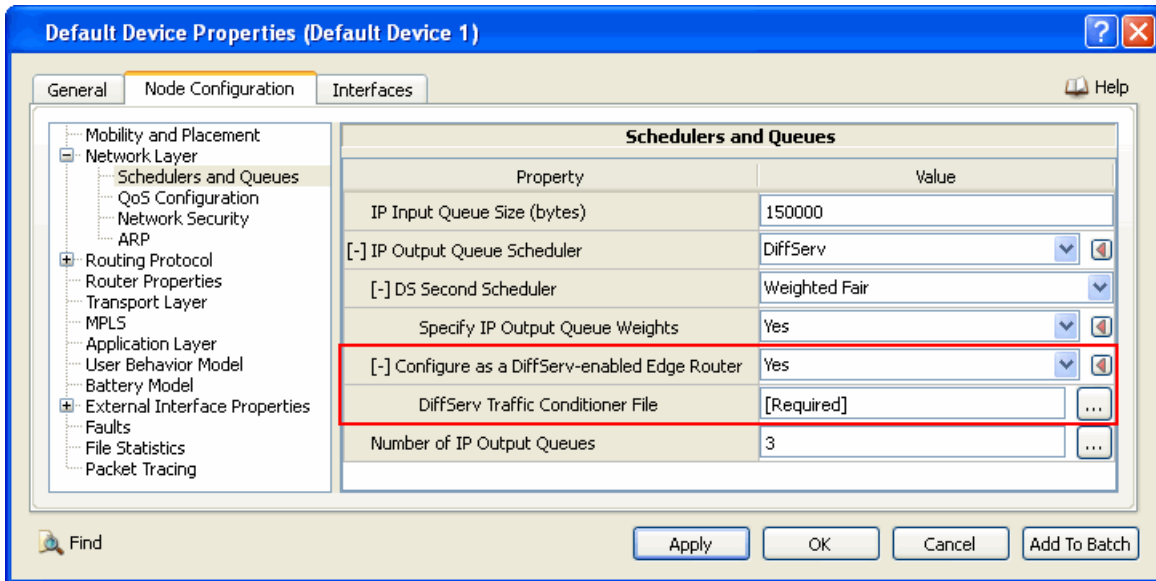 Default Device Properties (Default Device 1)
?
General
Node Configuration
Interfaces
Help
Mobility and Placement
Network Layer
Schedulers and Queues
QoS Configuration
Network Security
ARP
Routing Protocol
Router Properties
Transport Layer
MPLS
Application Layer
User Behavior Model
Battery Model
External Interface Properties
Faults
File Statistics
Packet Tracing
Schedulers and Queues
Property Value
IP Input Queue Size (bytes) 150000
[-] IP Output Queue Scheduler DiffServ
[-] DS Second Scheduler Weighted Fair
Specify IP Output Queue Weights Yes
[-] Configure as a DiffServ-enabled Edge Router Yes
DiffServ Traffic Conditioner File [Required] ...
Number of IP Output Queues 3 ...
Find
Apply
OK
Cancel
Add To Batch